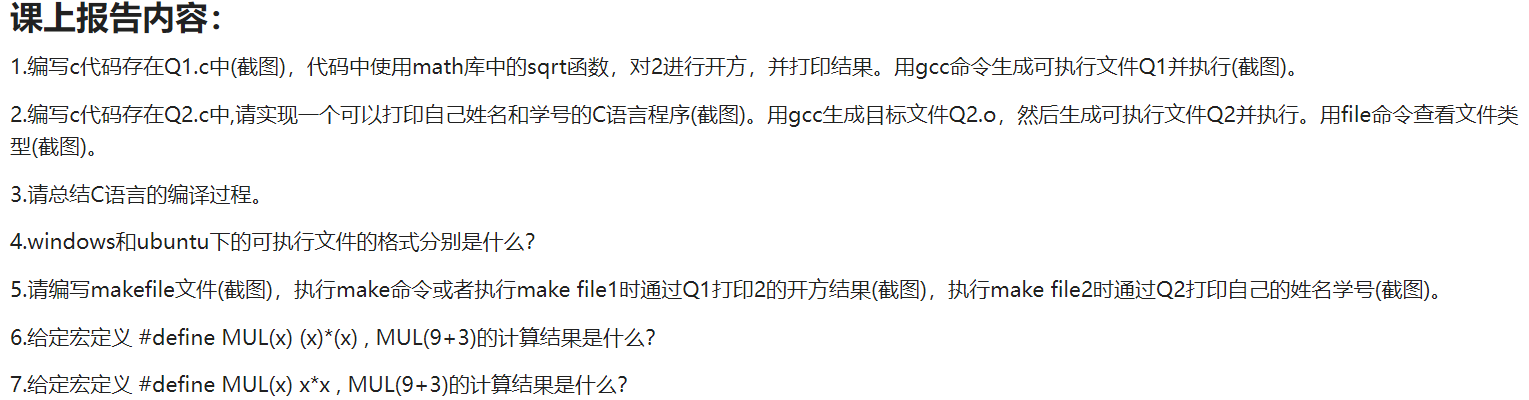 课上报告内容：
1.编写c代码存在Q1.c中(截图)，代码中使用math库中的sqrt函数，对2进行开方，并打印结果。用gcc命令生成可执行文件Q1并执行(截图)。
2.编写c代码存在Q2.c中,请实现一个可以打印自己姓名和学号的C语言程序(截图)。用gcc生成目标文件Q2.o，然后生成可执行文件Q2并执行。用file命令查看文件类
型(截图)。
3.请总结C语言的编译过程。
4.windows和ubuntu下的可执行文件的格式分别是什么?
5.请编写makefile文件(截图)，执行make命令或者执行make file1时通过Q1打印2的开方结果(截图)，执行make file2时通过Q2打印自己的姓名学号(截图)。
6.给定宏定义 #define MUL(x) (x)*(x) , MUL(9+3)的计算结果是什么?
7.给定宏定义 #define MUL(x) x*x , MUL(9+3)的计算结果是什么?